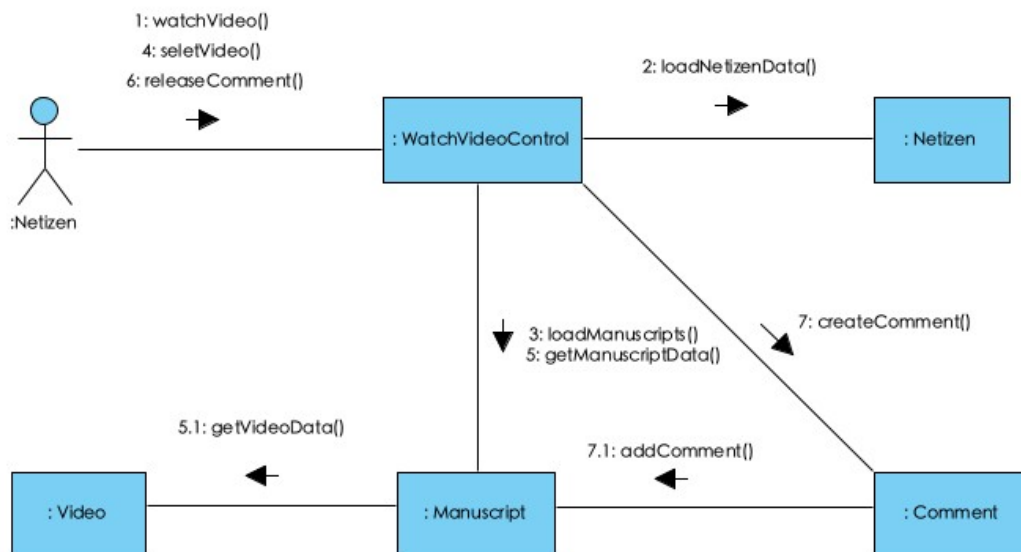 1: watchVideo()
4: seletVideo()
6: releaseComment()
2: loadNetizenData()
: WatchVideoControl
: Netizen
:Netizen
3: loadManuscripts()
5: getManuscriptData()
7: createComment()
5.1: getVideoData()
7.1: addComment()
: Video
: Manuscript
: Comment